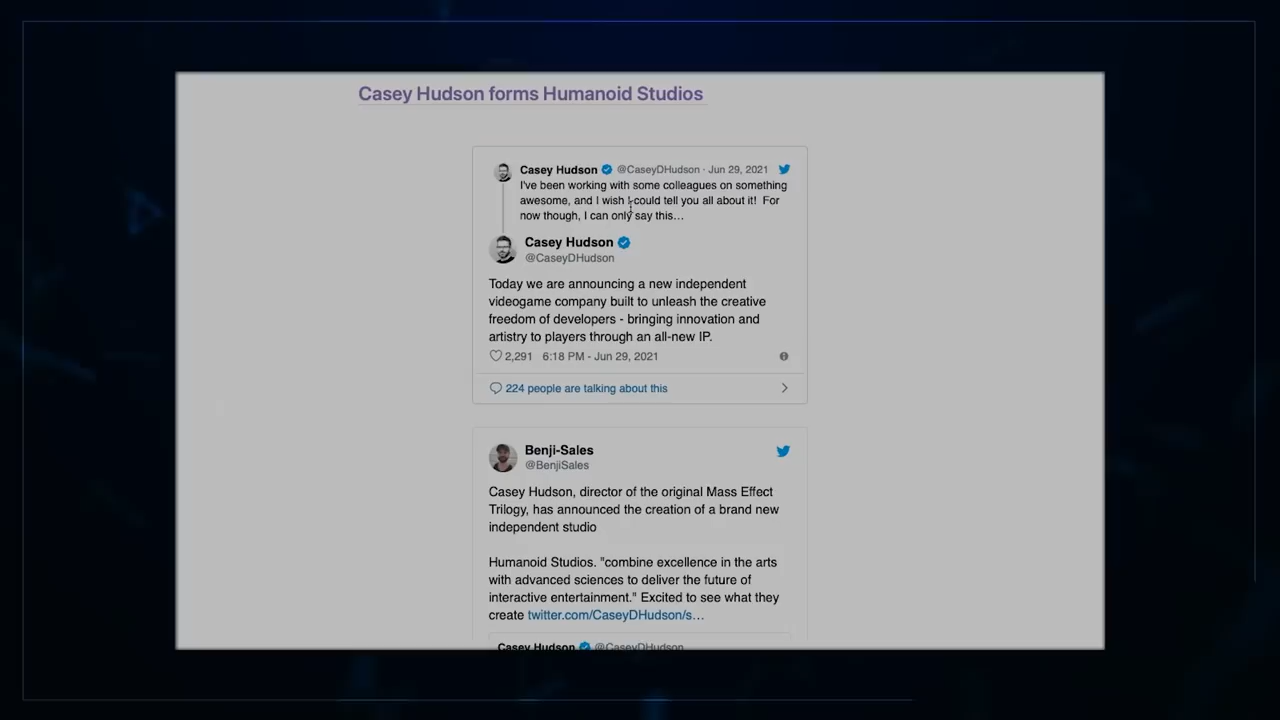 Casey Hudson forms Humanoid Studios
Casey Hudson @CaseyDHudson · Jun 29, 2021
I've been working with some colleagues on something
awesome, and I wish I could tell you all about it! For
now though, I can only say this…
Casey Hudson
@CaseyDHudson
Today we are announcing a new independent
videogame company built to unleash the creative
freedom of developers - bringing innovation and
artistry to players through an all-new IP.
2,291 6:18 PM - Jun 29, 2021
224 people are talking about this
Benji-Sales
@BenjiSales
Casey Hudson, director of the original Mass Effect
Trilogy, has announced the creation of a brand new
independent studio
Humanoid Studios. "combine excellence in the arts
with advanced sciences to deliver the future of
interactive entertainment." Excited to see what they
create twitter.com/CaseyDHudson/s…
Casey Hudson @CaseyDHudson